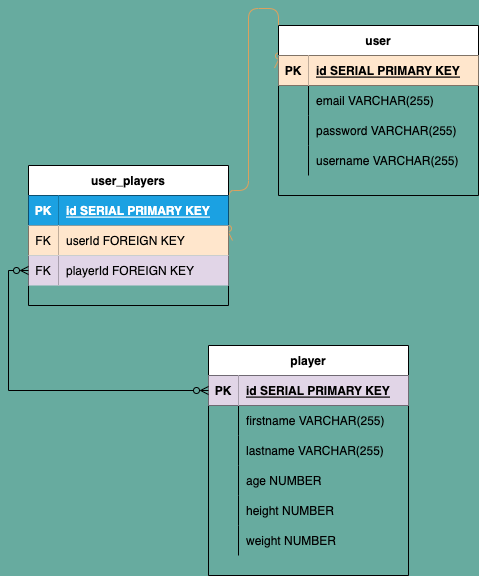 user
PK id SERIAL PRIMARY KEY
email VARCHAR(255)
password VARCHAR(255)
username VARCHAR(255)
user_players
PK id SERIAL PRIMARY KEY
FK userId FOREIGN KEY
FK playerId FOREIGN KEY
player
PK id SERIAL PRIMARY KEY
firstname VARCHAR(255)
lastname VARCHAR(255)
age NUMBER
height NUMBER
weight NUMBER